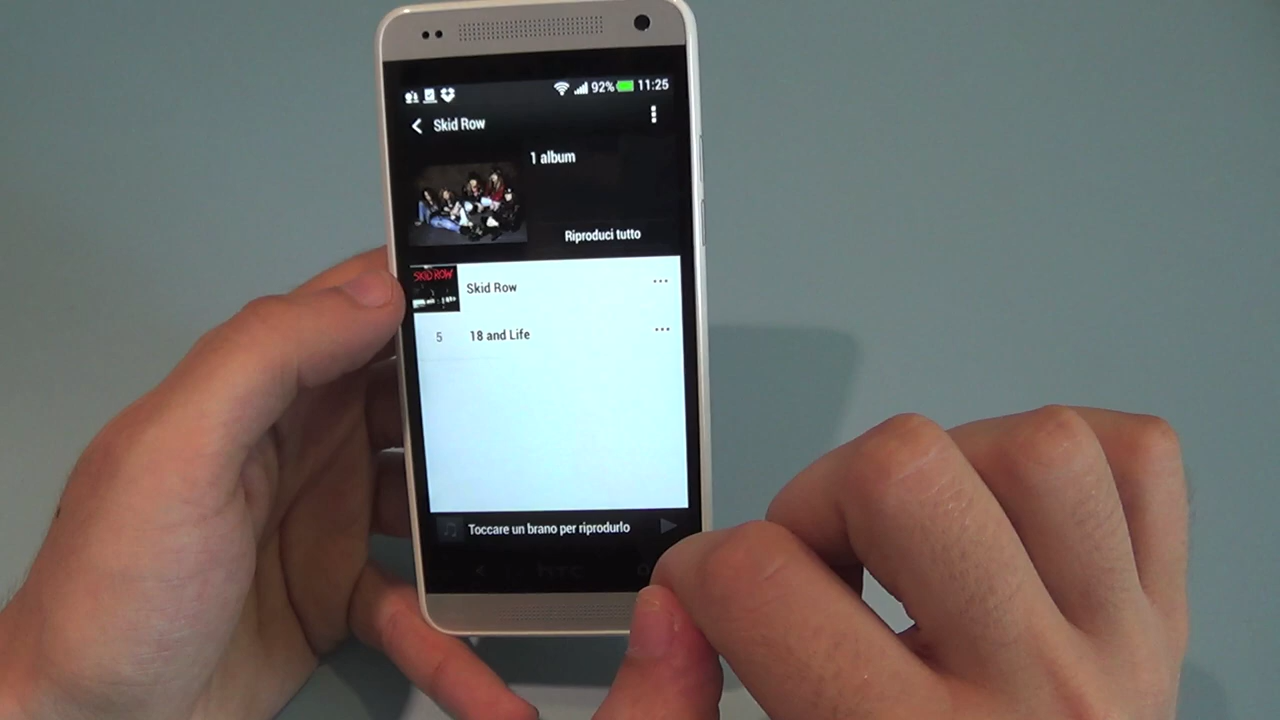 92% 11:25
Skid Row
1 album
Riproduci tutto
SKID ROW
Skid Row
5 18 and Life
Toccare un brano per riprodurlo
hTC